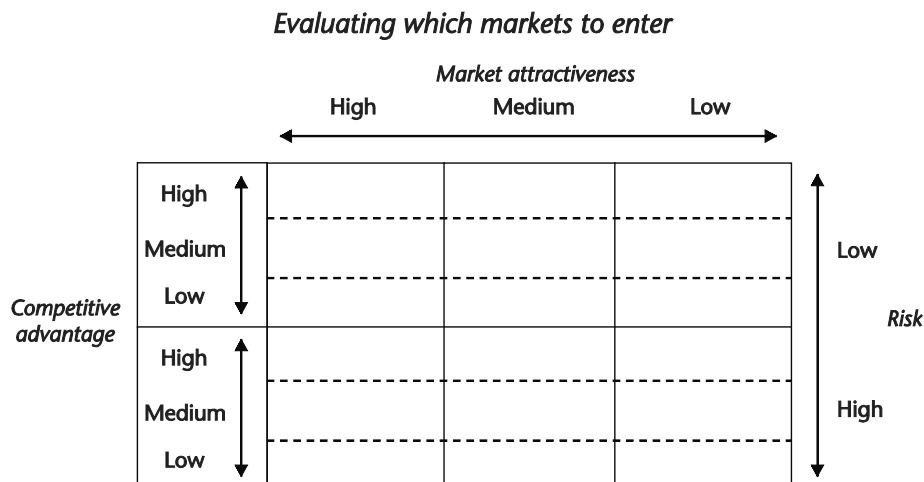 Evaluating which markets to enter
Market attractiveness
High Medium Low
High
Medium
Low
Low
Competitive
advantage
Risk
High
Medium
High
Low